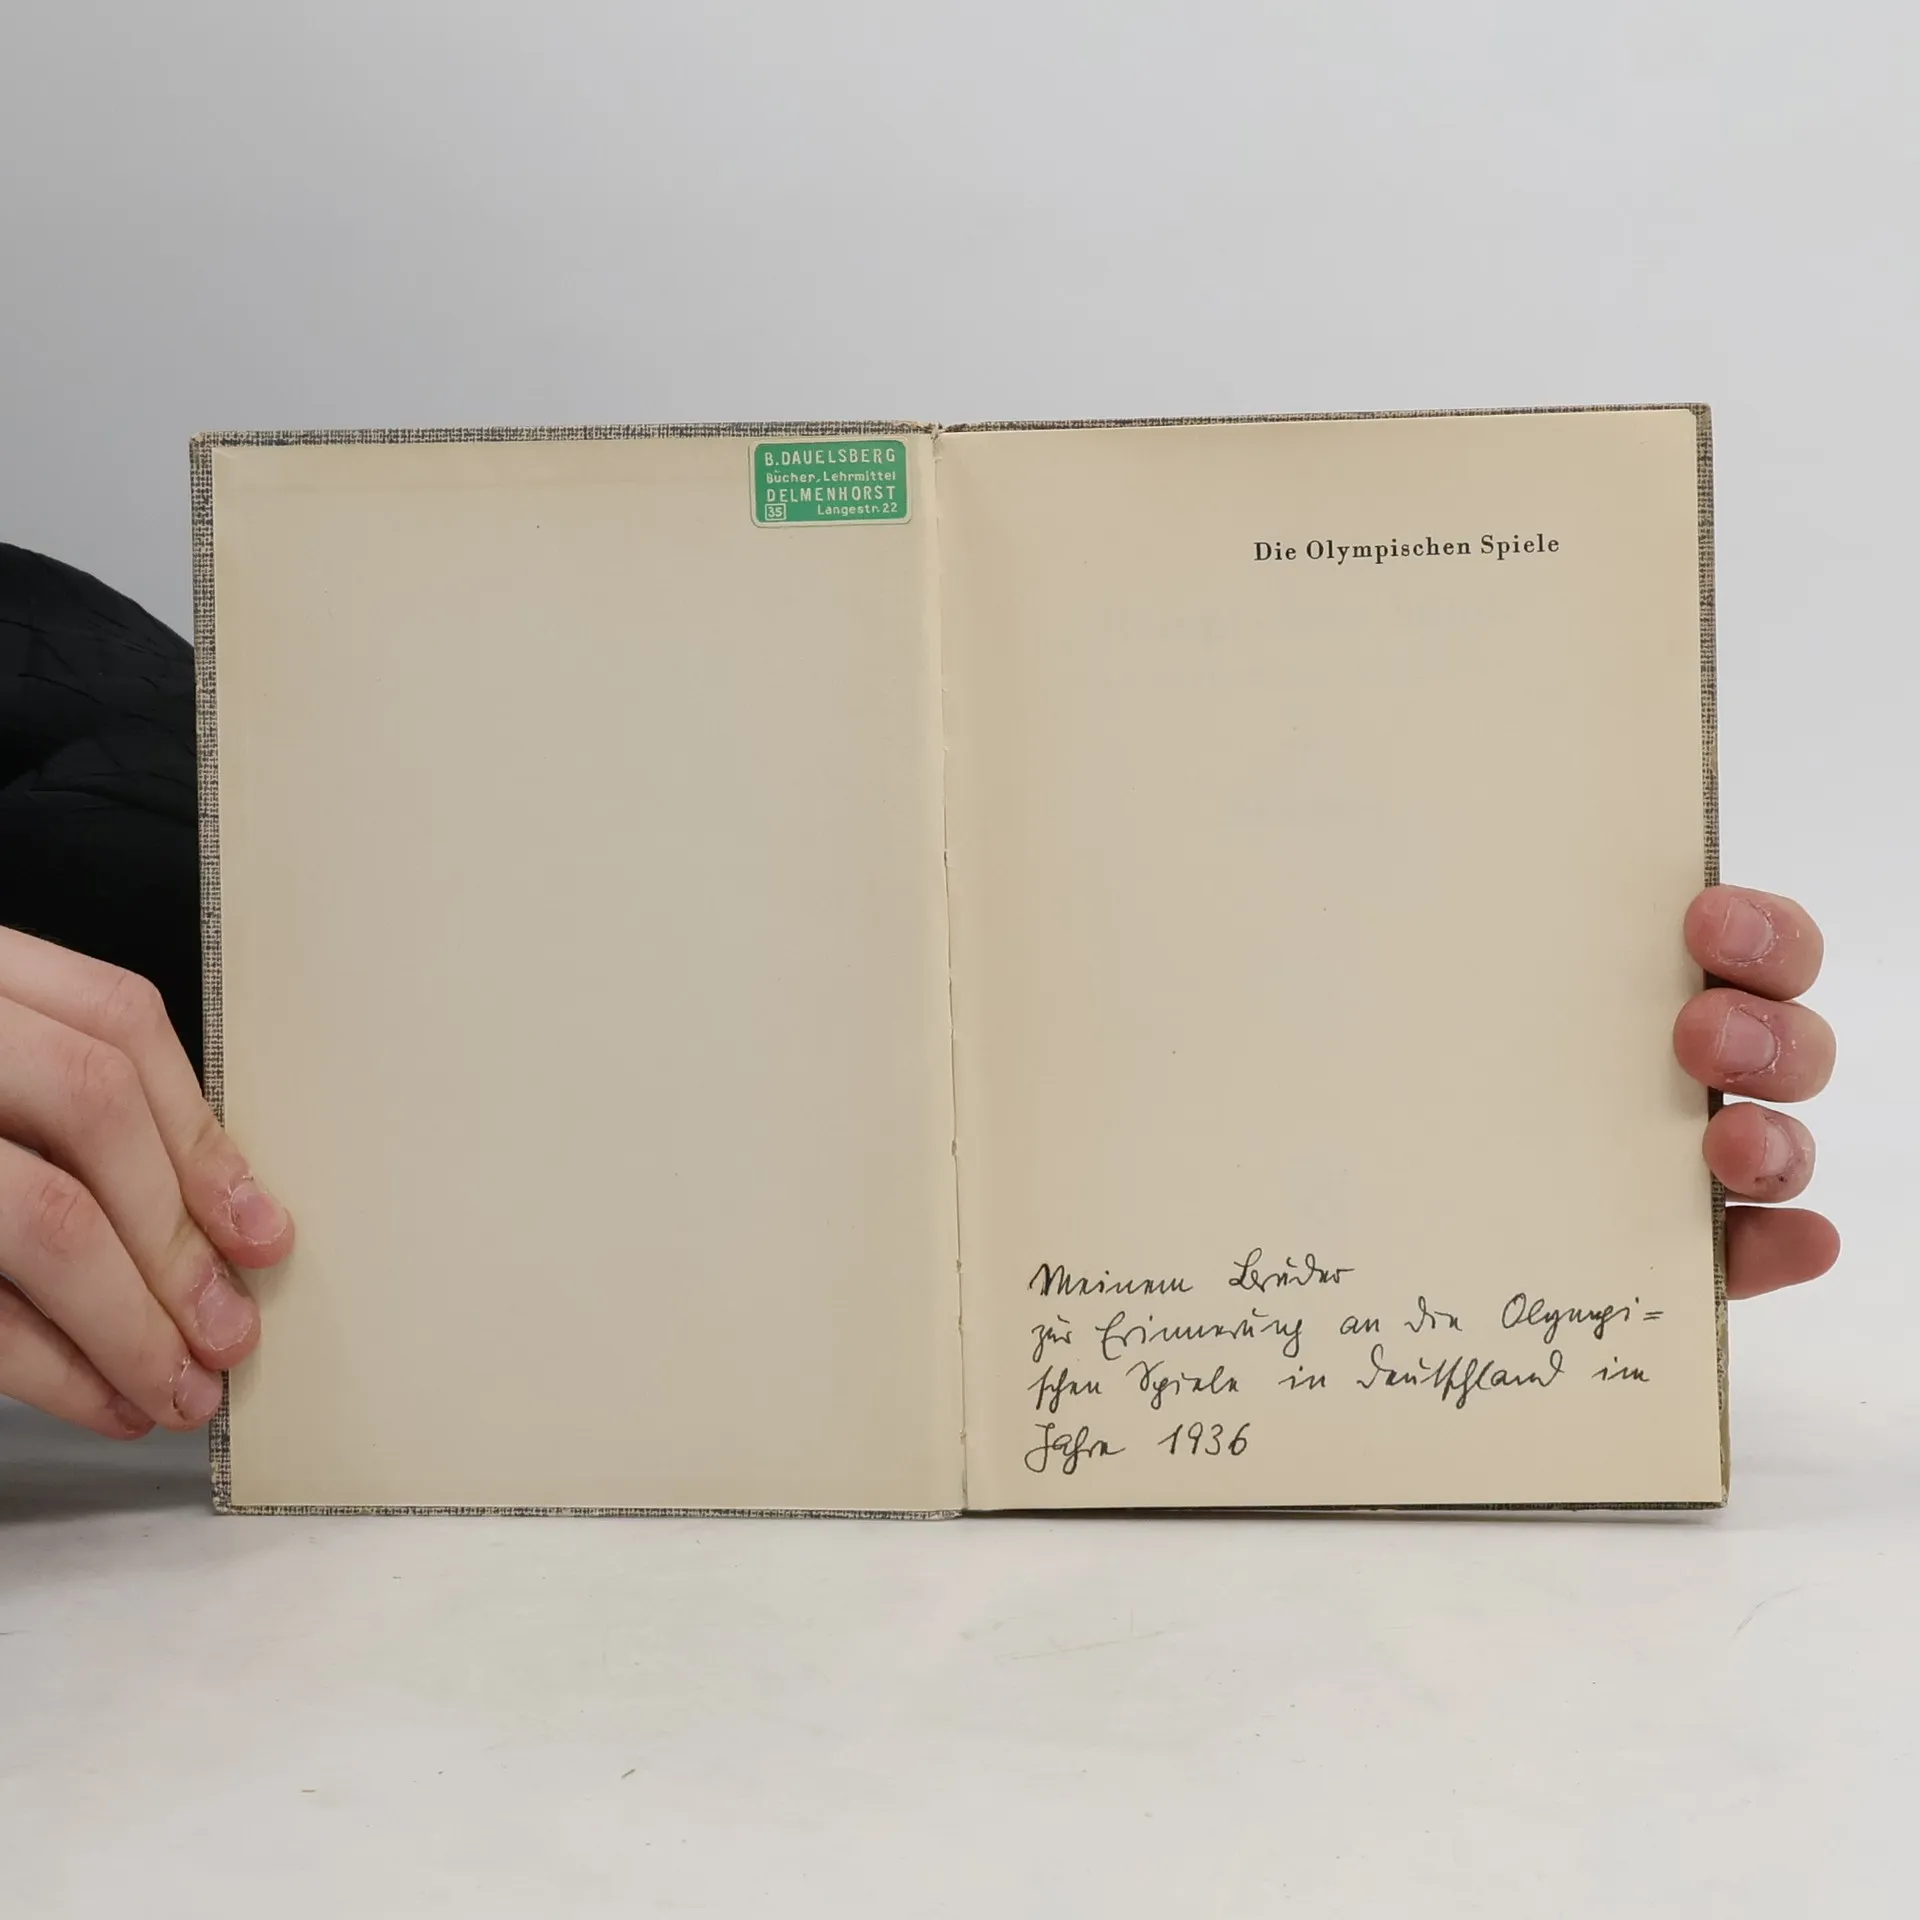 B. DAUELSBERG
Bücher, Lehrmittel
DELMENHORST
35 Langestr. 22
Die Olympischen Spiele
Meinem Bruder
zur Erinnerung an die Olympi=
schen Spiele in Deutschland im
Jahre 1936